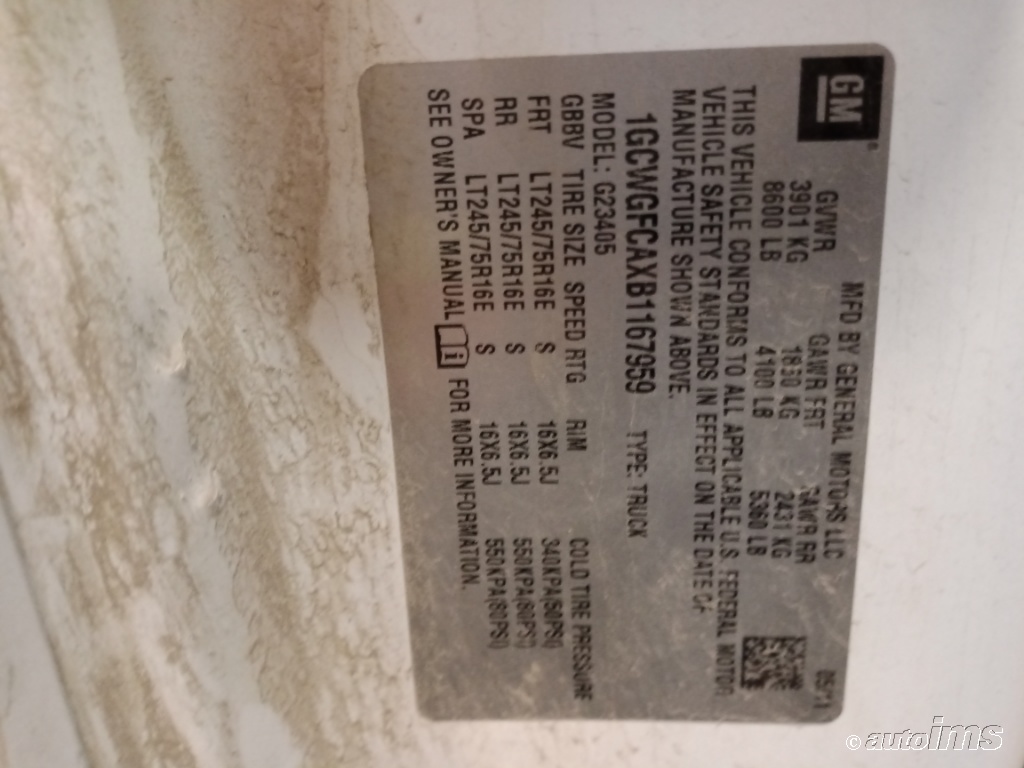 GM
MFD BY GENERAL MOTORS LLC 05/11
GVWR GAWR FRT GAWR RR
3901 KG 1860 KG 2431 KG
8600 LB 4100 LB 5360 LB
THIS VEHICLE CONFORMS TO ALL APPLICABLE U.S. FEDERAL MOTOR
VEHICLE SAFETY STANDARDS IN EFFECT ON THE DATE OF
MANUFACTURE SHOWN ABOVE.
1GCWGFCAXB1167959 TYPE: TRUCK
MODEL: G23405
GBBV TIRE SIZE SPEED RTG RIM COLD TIRE PRESSURE
FRT LT245/75R16E S 16X6.5J 340KPA(50PSI)
RR LT245/75R16E S 16X6.5J 550KPA(80PSI)
SPA LT245/75R16E S 16X6.5J 550KPA(80PSI)
SEE OWNER'S MANUAL i FOR MORE INFORMATION.
© autoims